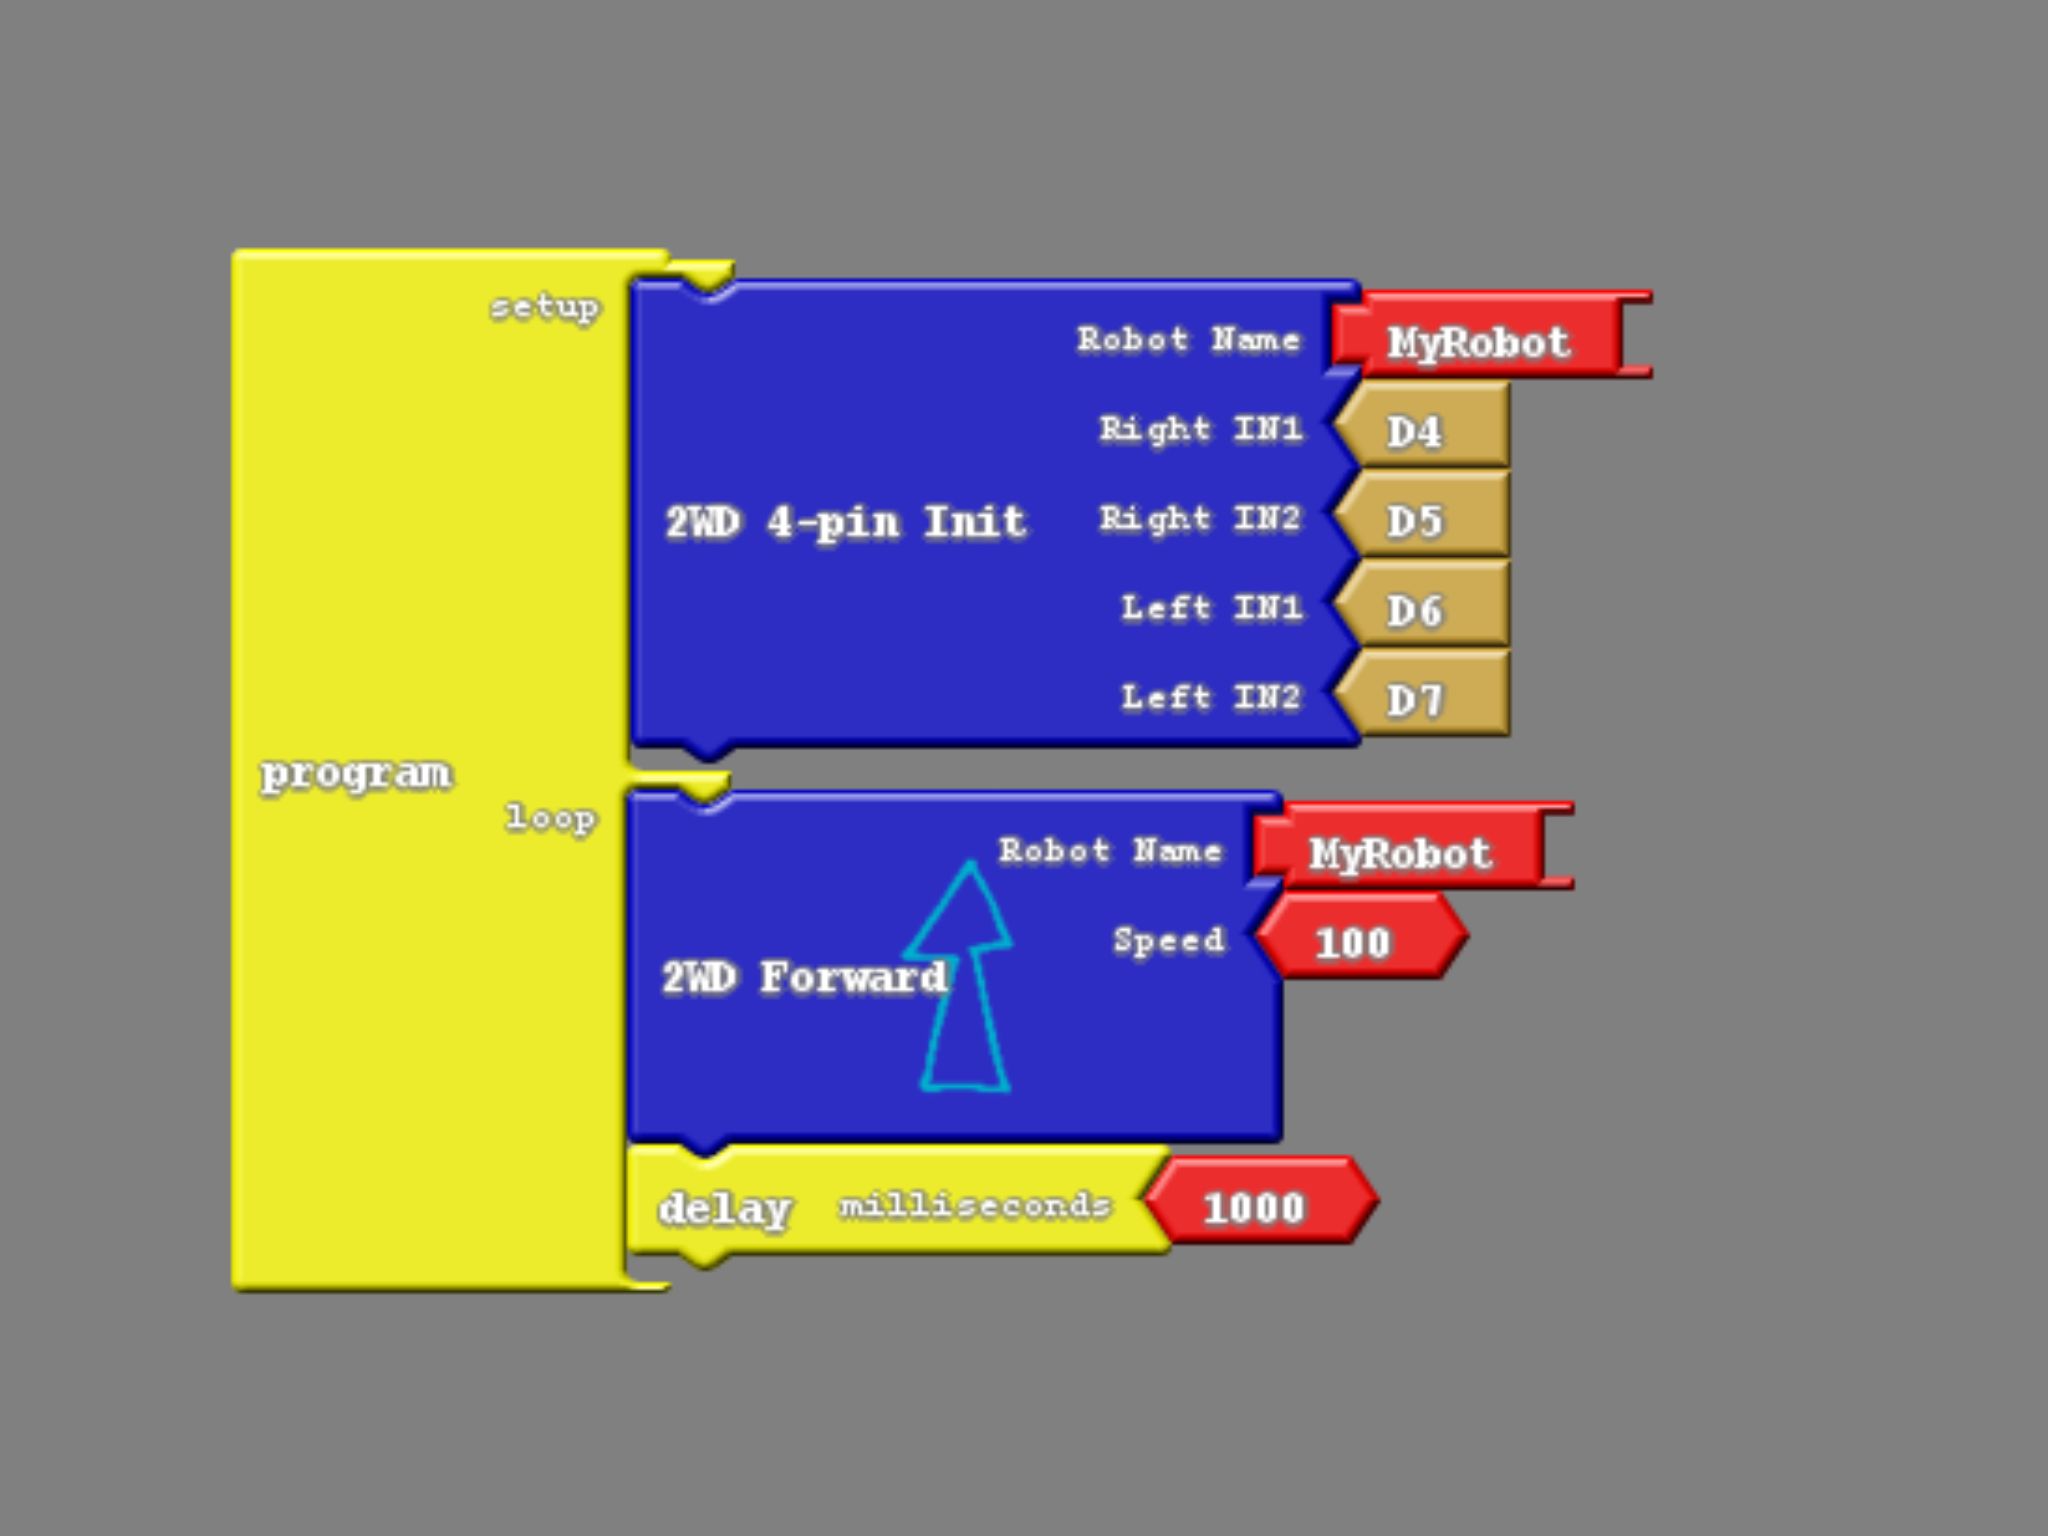 setup
Robot Name MyRobot
Right IN1 D4
2WD 4-pin Init Right IN2 D5
Left IN1 D6
Left IN2 D7
program
loop
Robot Name MyRobot
Speed 100
2WD Forward
delay milliseconds 1000